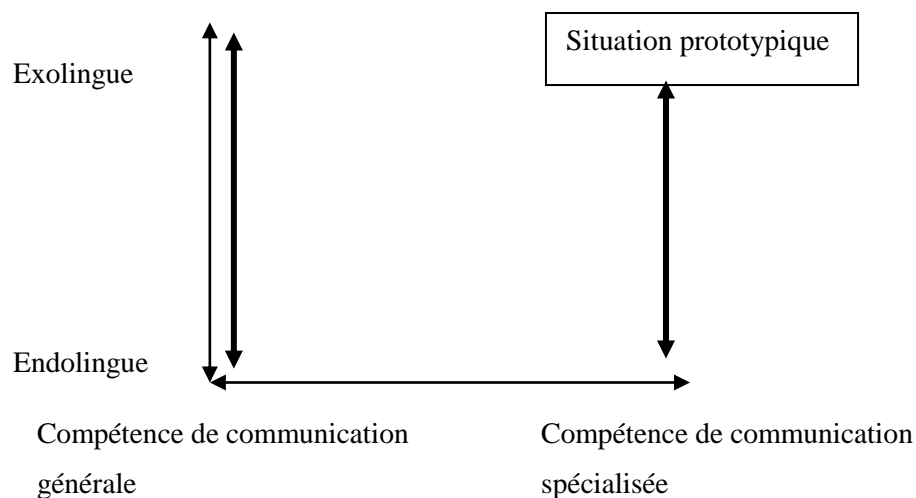 Situation prototypique
Exolingue
Endolingue
Compétence de communication
générale
Compétence de communication
spécialisée